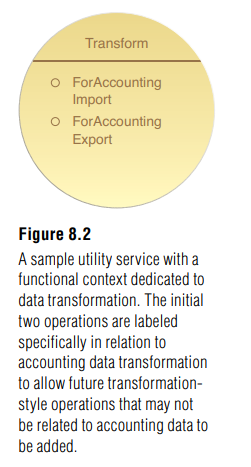 Transform
ForAccounting
Import
ForAccounting
Export
Figure 8.2
A sample utility service with a
functional context dedicated to
data transformation. The initial
two operations are labeled
specifically in relation to
accounting data transformation
to allow future transformation-
style operations that may not
be related to accounting data to
be added.